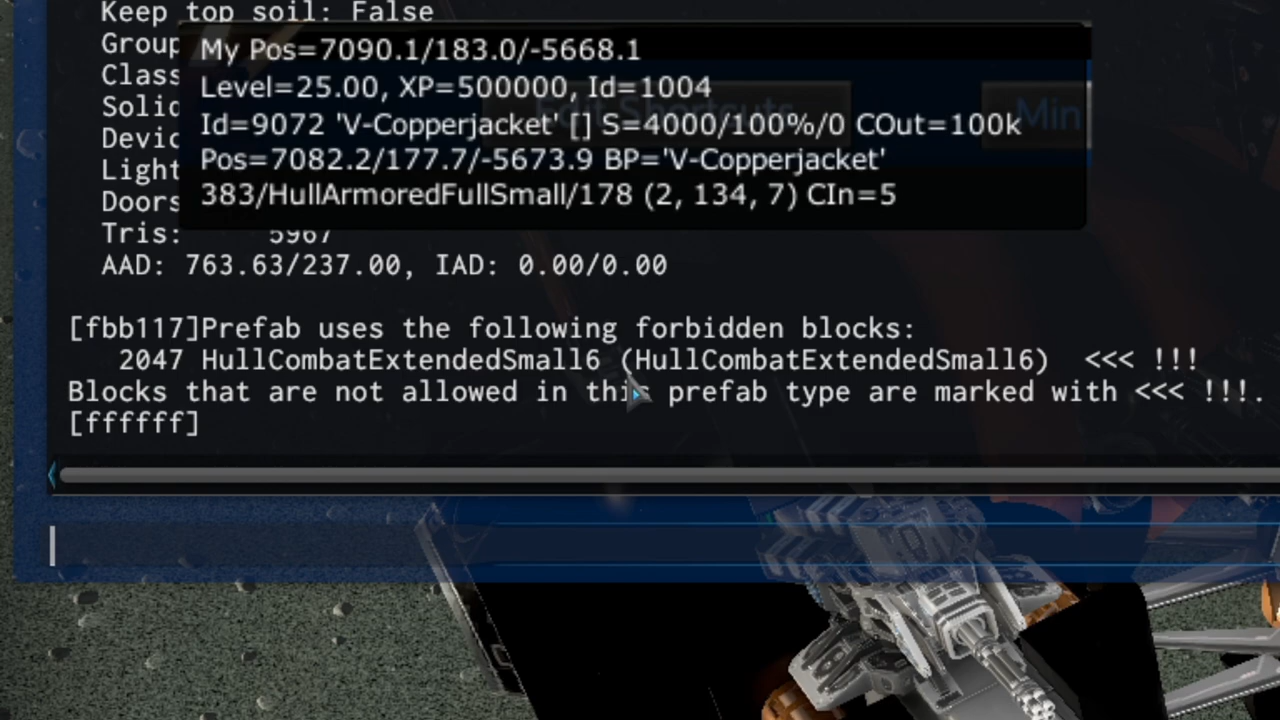 Keep top soil: False
Group
My Pos=7090.1/183.0/-5668.1
Class
Level=25.00, XP=500000, Id=1004
Solid
Edit Shortcuts
Min
Id=9072 'V-Copperjacket' [] S=4000/100%/0 COut=100k
Devic
Pos=7082.2/177.7/-5673.9 BP='V-Copperjacket'
Light
383/HullArmoredFullSmall/178 (2, 134, 7) CIn=5
Doors
Tris: 5967
AAD: 763.63/237.00, IAD: 0.00/0.00
[fbb117]Prefab uses the following forbidden blocks:
2047 HullCombatExtendedSmall6 (HullCombatExtendedSmall6) <<< !!!
Blocks that are not allowed in this prefab type are marked with <<< !!!.
[ffffff]